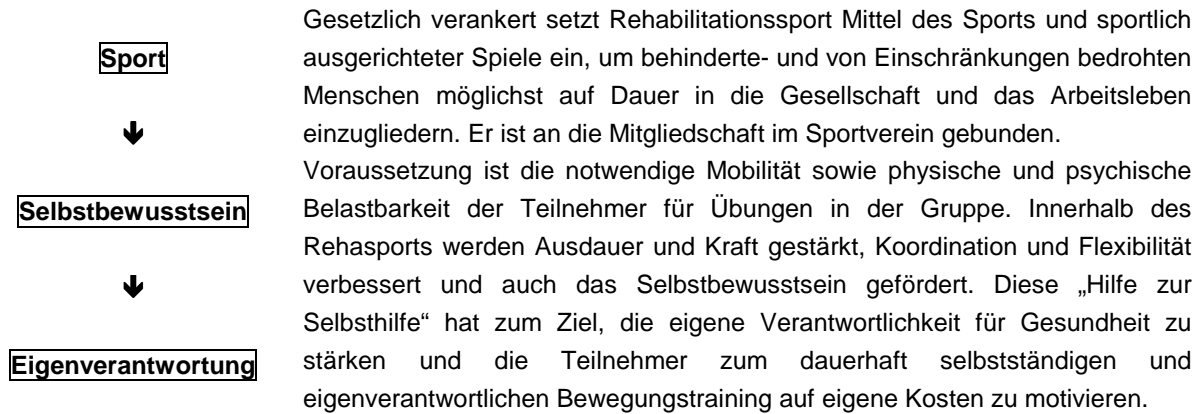 Sport
Selbstbewusstsein
Eigenverantwortung
Gesetzlich verankert setzt Rehabilitationssport Mittel des Sports und sportlich
ausgerichteter Spiele ein, um behinderte- und von Einschränkungen bedrohten
Menschen möglichst auf Dauer in die Gesellschaft und das Arbeitsleben
einzugliedern. Er ist an die Mitgliedschaft im Sportverein gebunden.
Voraussetzung ist die notwendige Mobilität sowie physische und psychische
Belastbarkeit der Teilnehmer für Übungen in der Gruppe. Innerhalb des
Rehasports werden Ausdauer und Kraft gestärkt, Koordination und Flexibilität
verbessert und auch das Selbstbewusstsein gefördert. Diese „Hilfe zur
Selbsthilfe“ hat zum Ziel, die eigene Verantwortlichkeit für Gesundheit zu
stärken und die Teilnehmer zum dauerhaft selbstständigen und
eigenverantwortlichen Bewegungstraining auf eigene Kosten zu motivieren.